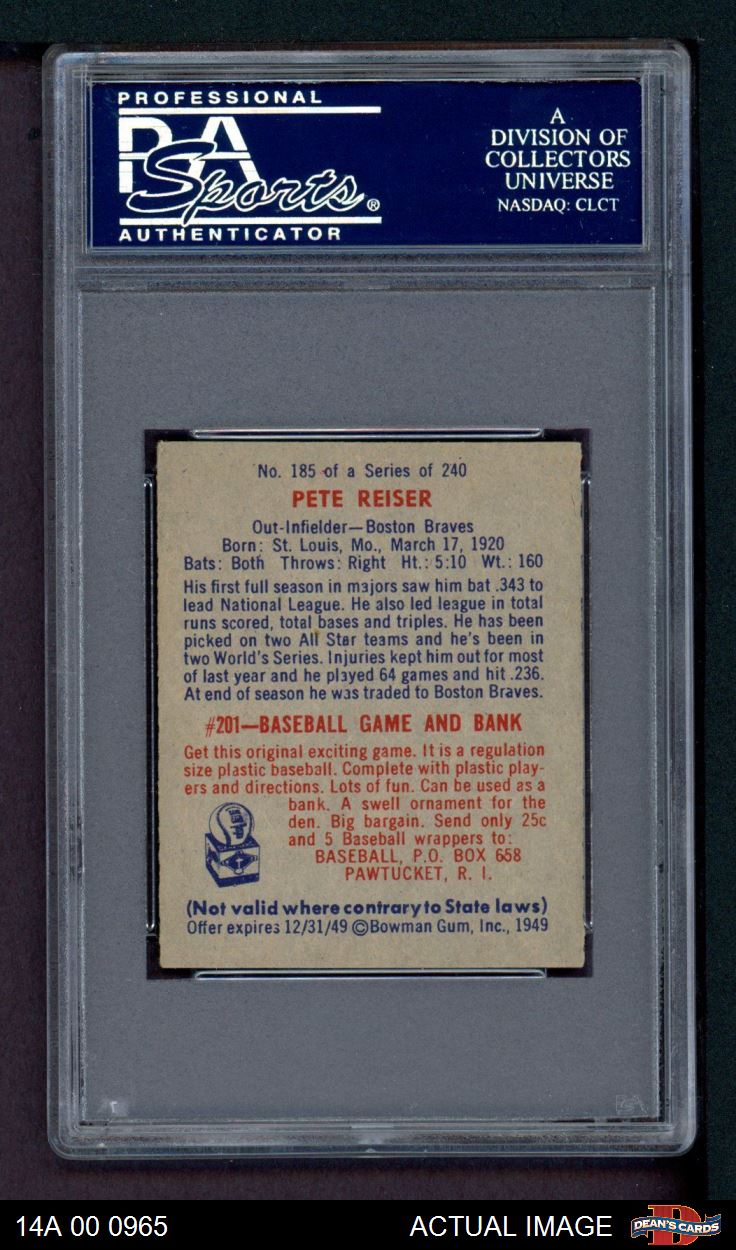 PROFESSIONAL
PSA
Sports®
AUTHENTICATOR
A
DIVISION OF
COLLECTORS
UNIVERSE
NASDAQ: CLCT
No. 185 of a Series of 240
PETE REISER
Out-Infielder—Boston Braves
Born: St. Louis, Mo., March 17, 1920
Bats: Both Throws: Right Ht.: 5:10 Wt.: 160
His first full season in majors saw him bat .343 to
lead National League. He also led league in total
runs scored, total bases and triples. He has been
picked on two All Star teams and he's been in
two World's Series. Injuries kept him out for most
of last year and he played 64 games and hit .236.
At end of season he was traded to Boston Braves.
#201—BASEBALL GAME AND BANK
Get this original exciting game. It is a regulation
size plastic baseball. Complete with plastic play-
ers and directions. Lots of fun. Can be used as a
bank. A swell ornament for the
den. Big bargain. Send only 25c
and 5 Baseball wrappers to:
BASEBALL, P.O. BOX 658
PAWTUCKET, R. I.
(Not valid where contrary to State laws)
Offer expires 12/31/49 ©Bowman Gum, Inc., 1949
14A 00 0965
ACTUAL IMAGE
DEAN'S CARDS